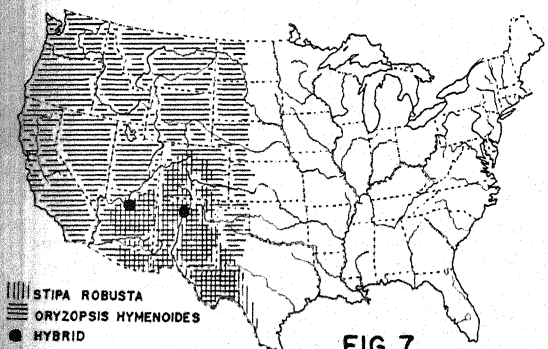 STIPA ROBUSTA
ORYZOPSIS HYMENOIDES
HYBRID
FIG. 7